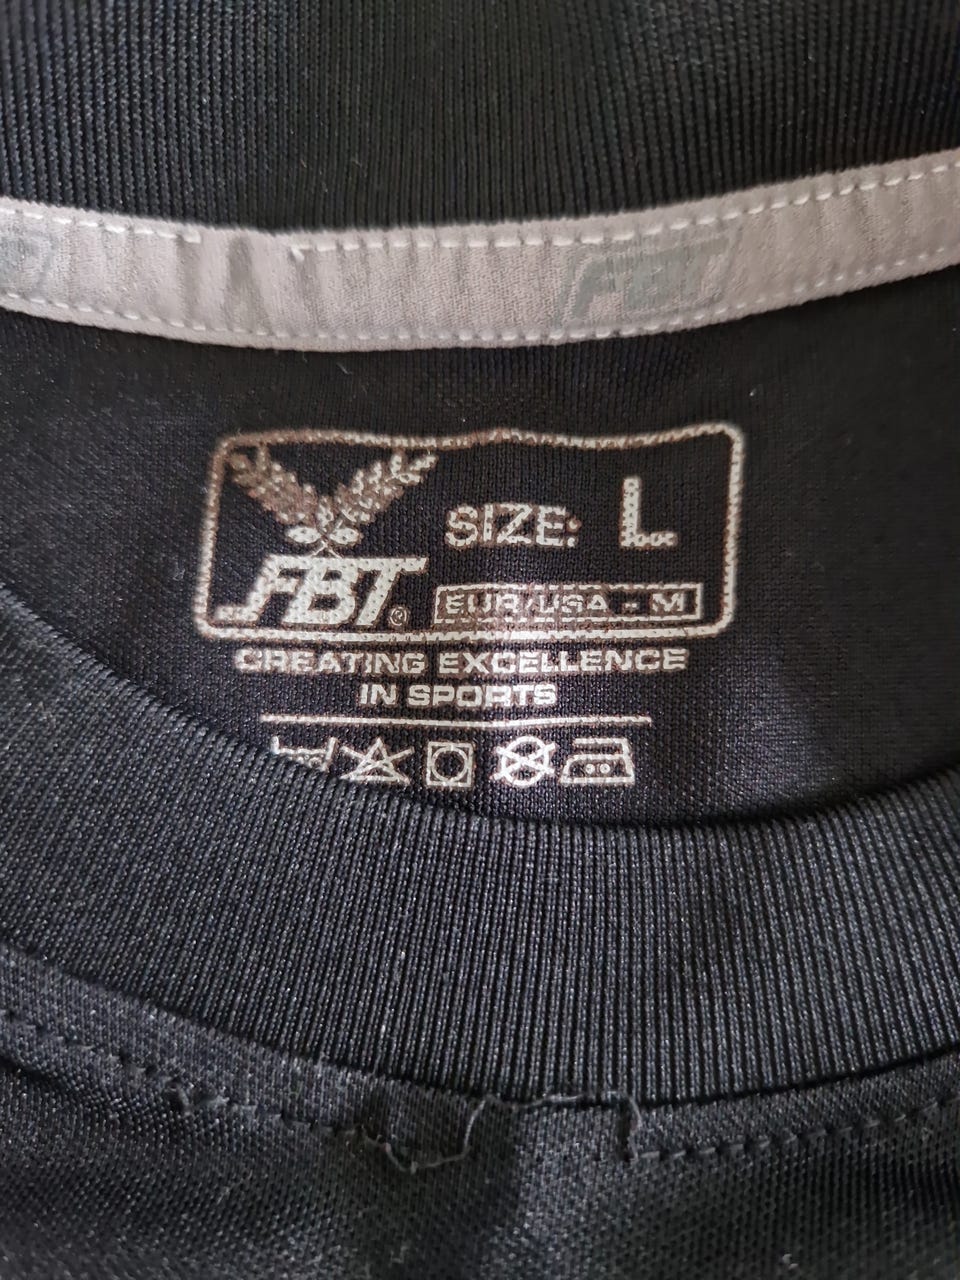 FBT
SIZE: L
FBT®
EUR/USA - M
CREATING EXCELLENCE
IN SPORTS